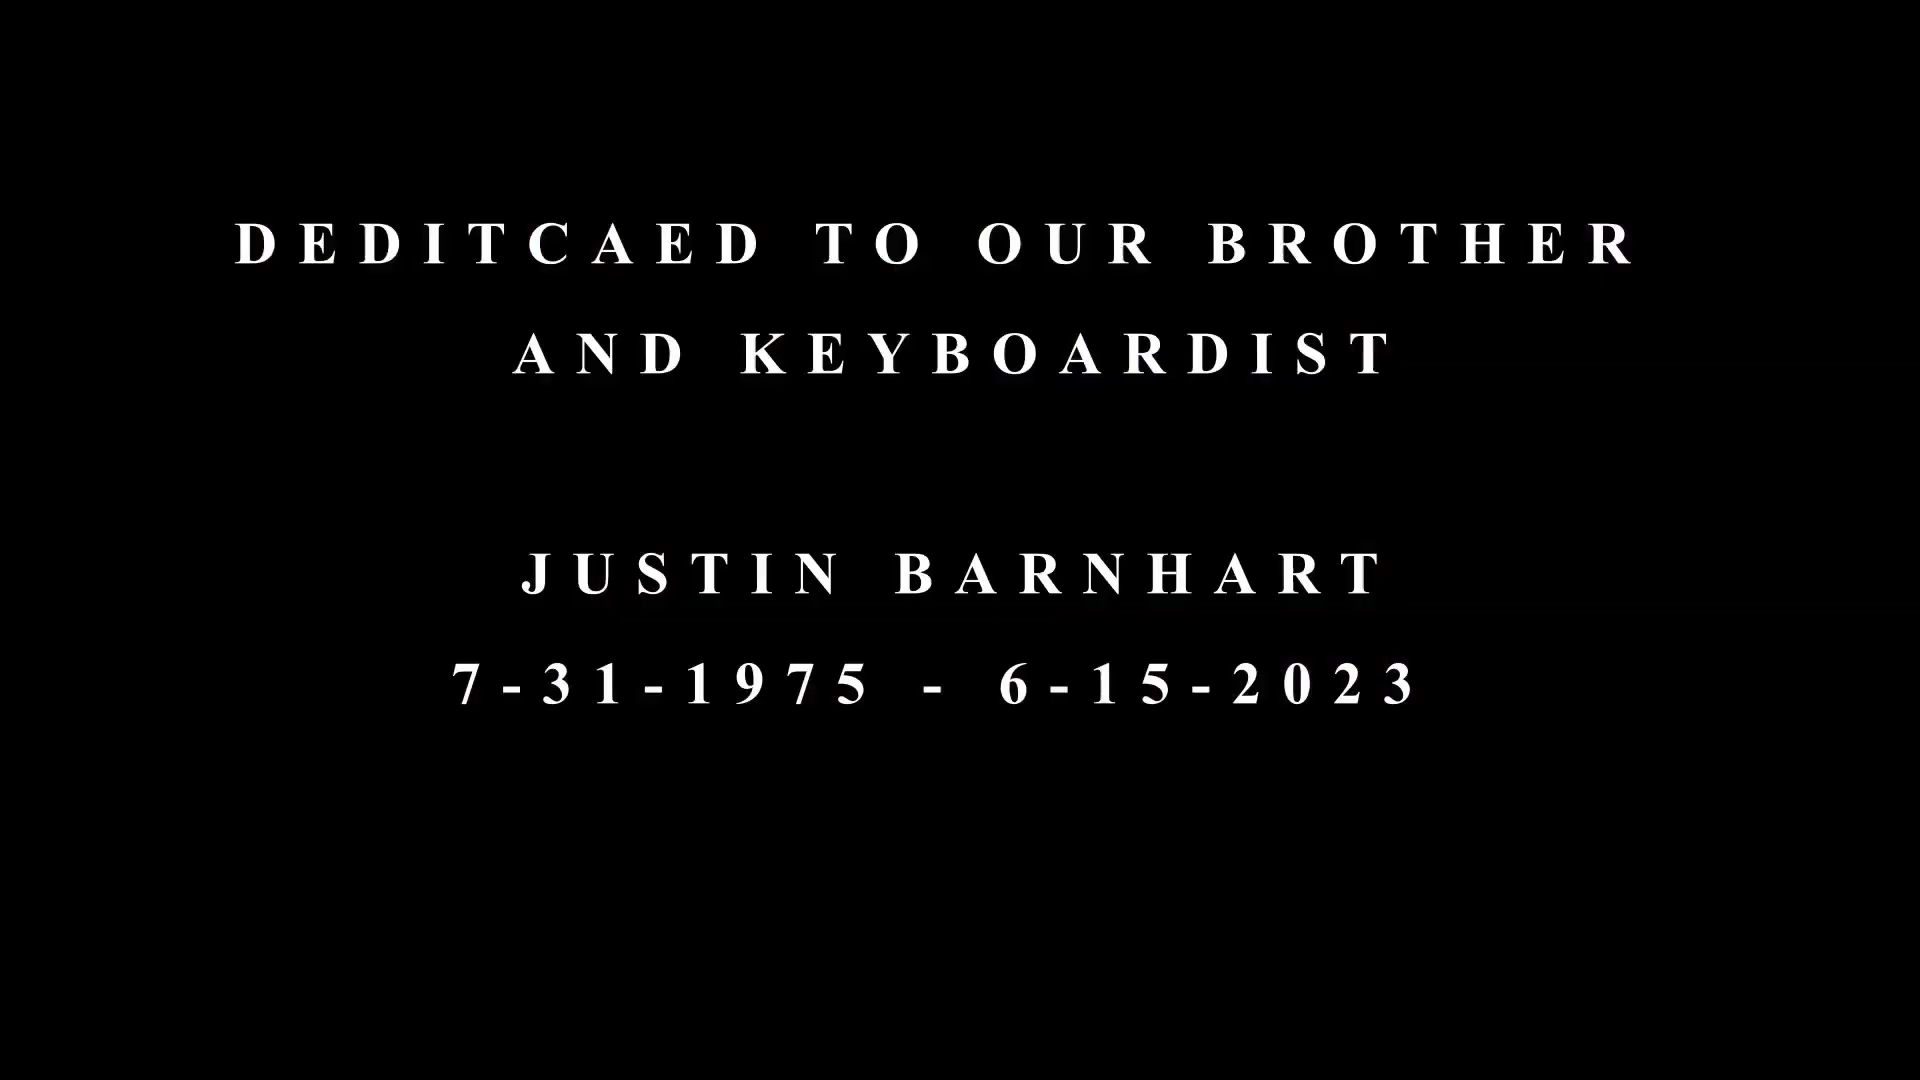 DEDITCAED TO OUR BROTHER
AND KEYBOARDIST
JUSTIN BARNHART
7-31-1975 - 6-15-2023